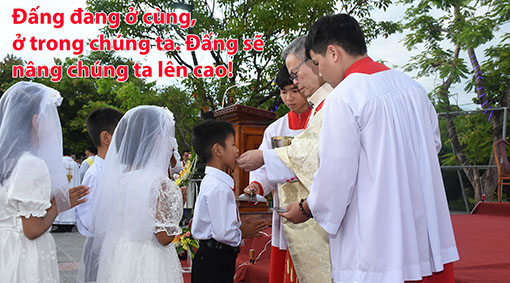 Đấng đang ở cùng,
ở trong chúng ta. Đấng sẽ
nâng chúng ta lên cao!